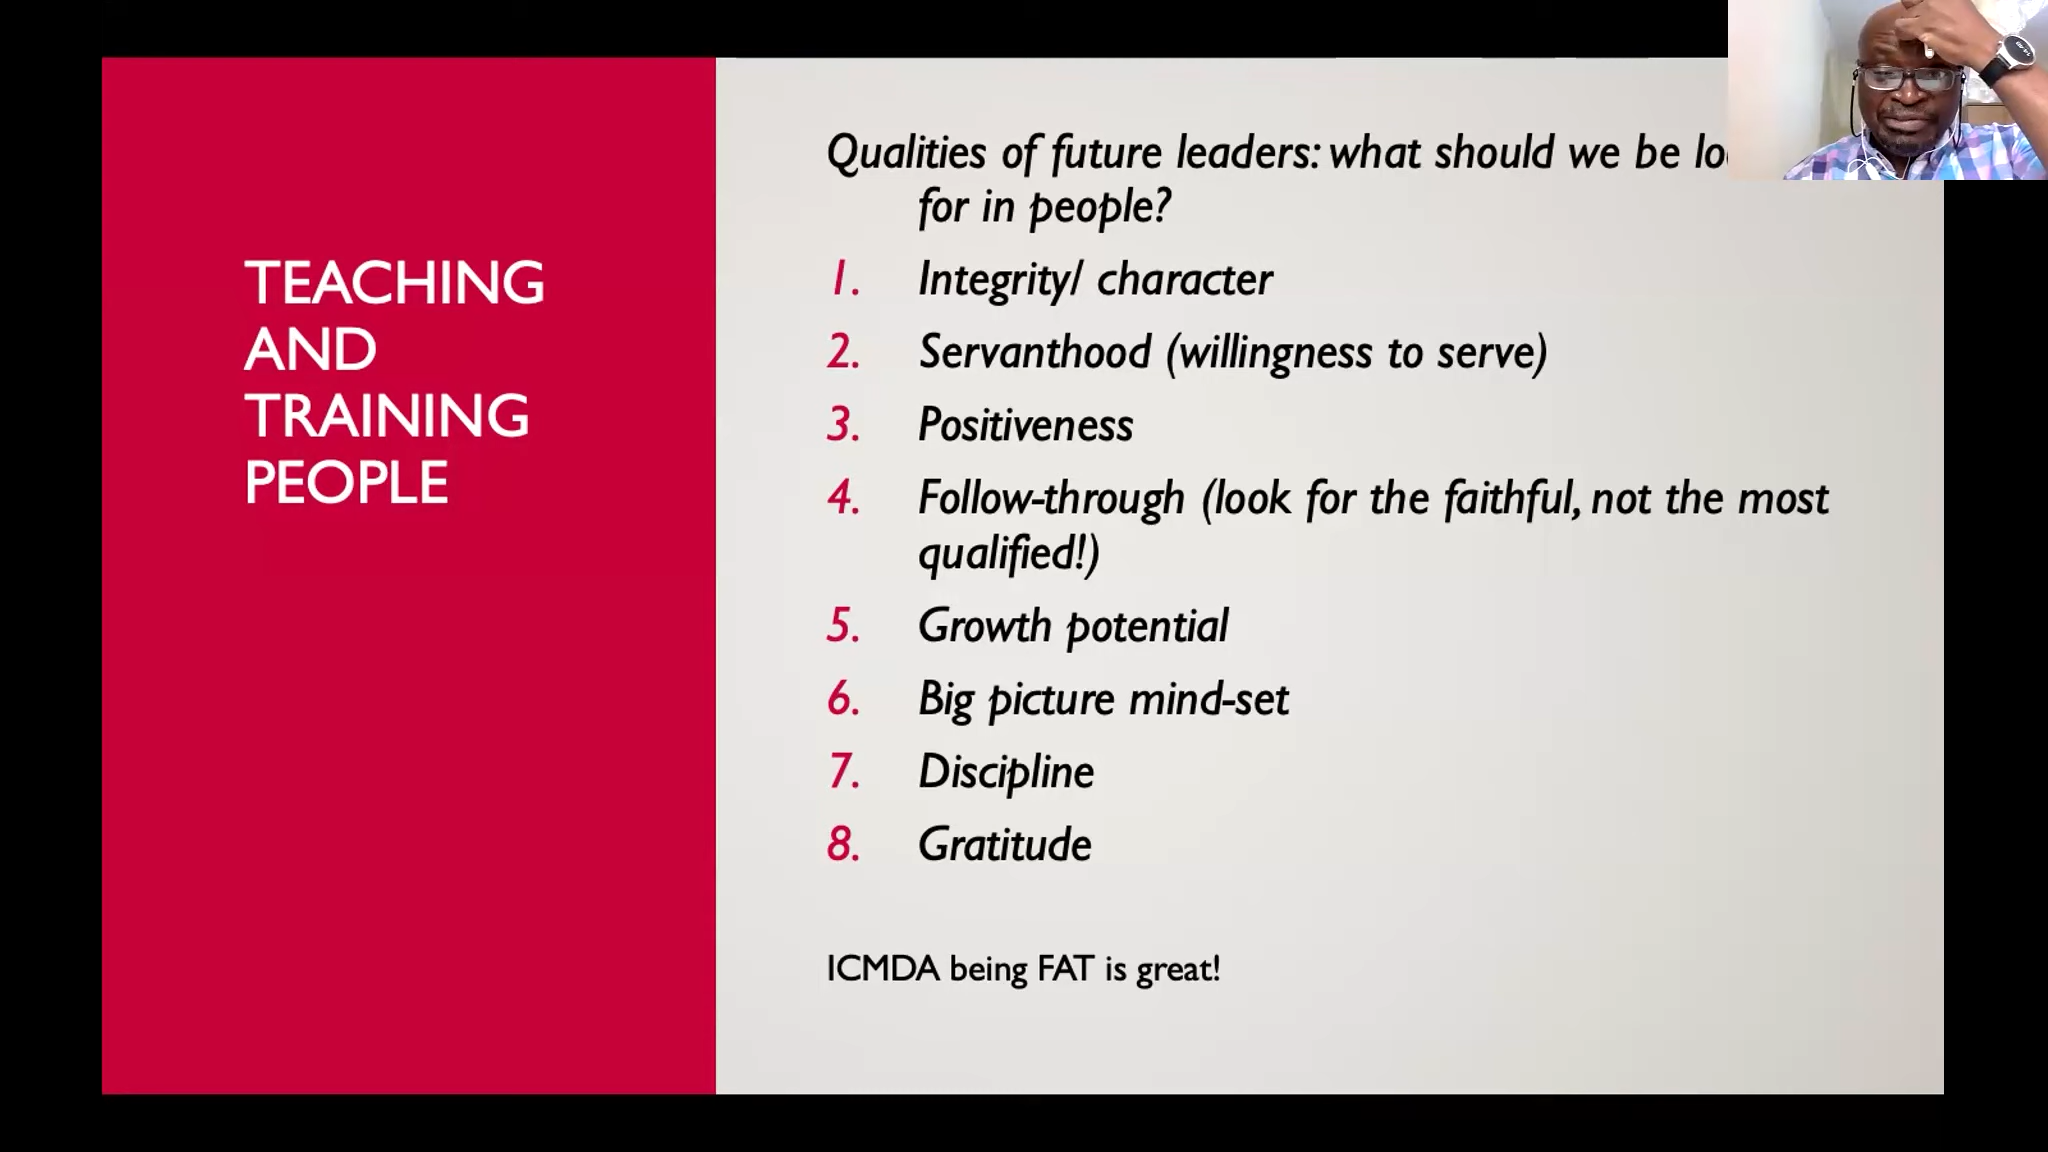 TEACHING
AND
TRAINING
PEOPLE
Qualities of future leaders: what should we be
for in people?
1. Integrity/ character
2. Servanthood (willingness to serve)
3. Positiveness
4. Follow-through (look for the faithful, not the most
qualified!)
5. Growth potential
6. Big picture mind-set
7. Discipline
8. Gratitude
ICMDA being FAT is great!